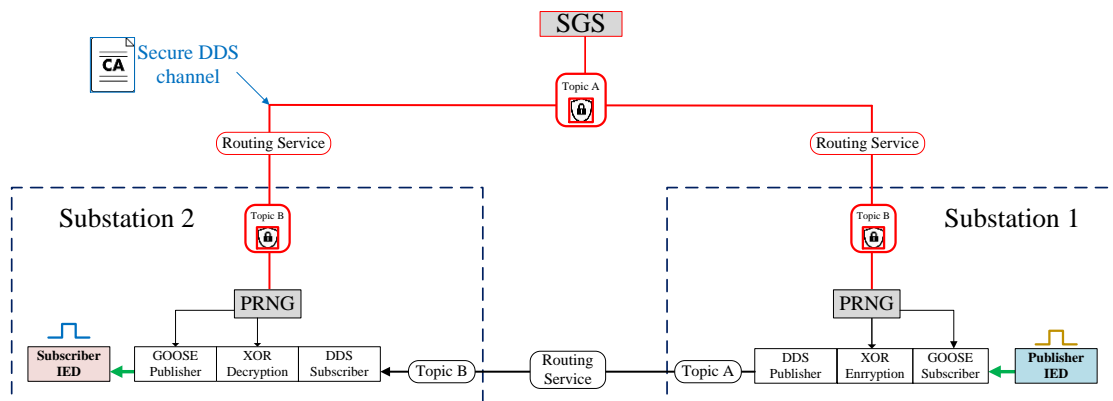 SGS
CA
Secure DDS
channel
Topic A
Routing Service
Routing Service
Substation 2
Topic B
Topic B
Substation 1
PRNG
PRNG
Subscriber
IED
GOOSE
Publisher
XOR
Decryption
DDS
Subscriber
Topic B
Routing
Service
Topic A
DDS
Publisher
XOR
Enrryption
GOOSE
Subscriber
Publisher
IED